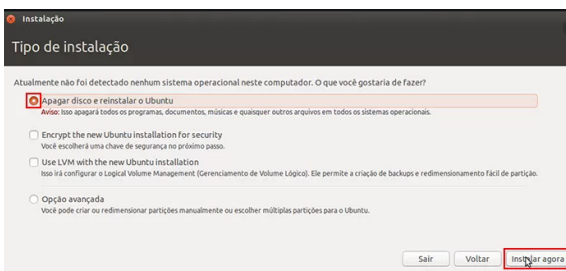 Instalação
Tipo de instalação
Atualmente não foi detectado nenhum sistema operacional neste computador. O que você gostaria de fazer?
Apagar disco e reinstalar o Ubuntu
Aviso: Isso apagará todos os programas, documentos, músicas e quaisquer outros arquivos em todos os sistemas operacionais.
Encrypt the new Ubuntu installation for security
Você escolherá uma chave de segurança no próximo passo.
Use LVM with the new Ubuntu installation
Isso irá configurar o Logical Volume Management (Gerenciamento de Volume Lógico). Ele permite a criação de backups e redimensionamento fácil de partição.
Opção avançada
Você pode criar ou redimensionar partições manualmente ou escolher múltiplas partições para o Ubuntu.
Sair Voltar Instalar agora